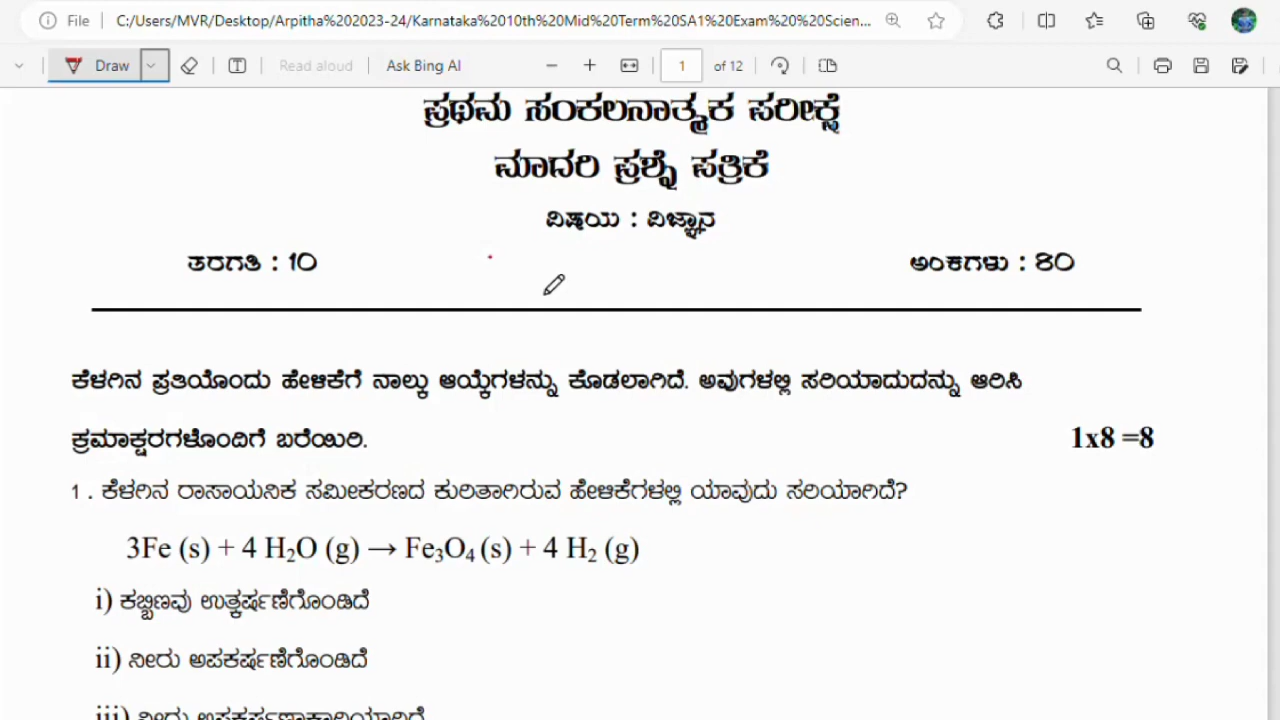 File C:/Users/MVR/Desktop/Arpitha%202023-24/Karnataka%2010th%20Mid%20Term%20SA1%20Exam%20%20Scien...
Draw Read aloud Ask Bing AI 1 of 12
ಪ್ರಥಮ ಸಂಕಲನಾತ್ಮಕ ಪರೀಕ್ಷೆ
ಮಾದರಿ ಪ್ರಶ್ನೆ ಪತ್ರಿಕೆ
ವಿಷಯ : ವಿಜ್ಞಾನ
ತರಗತಿ : 10 ಅಂಕಗಳು : 80
ಕೆಳಗಿನ ಪ್ರತಿಯೊಂದು ಹೇಳಿಕೆಗೆ ನಾಲ್ಕು ಆಯ್ಕೆಗಳನ್ನು ಕೊಡಲಾಗಿದೆ. ಅವುಗಳಲ್ಲಿ ಸರಿಯಾದುದನ್ನು ಆರಿಸಿ
ಕ್ರಮಾಕ್ಷರಗಳೊಂದಿಗೆ ಬರೆಯಿರಿ. 1x8 =8
1 . ಕೆಳಗಿನ ರಾಸಾಯನಿಕ ಸಮೀಕರಣದ ಕುರಿತಾಗಿರುವ ಹೇಳಿಕೆಗಳಲ್ಲಿ ಯಾವುದು ಸರಿಯಾಗಿದೆ?
3Fe (s) + 4 H₂O (g) → Fe₃O₄ (s) + 4 H₂ (g)
i) ಕಬ್ಬಿಣವು ಉತ್ಕರ್ಷಣೆಗೊಂಡಿದೆ
ii) ನೀರು ಅಪಕರ್ಷಣೆಗೊಂಡಿದೆ
iii) ನೀರು ಅಪಕರ್ಷಣಾಕಾರಿಯಾಗಿದೆ